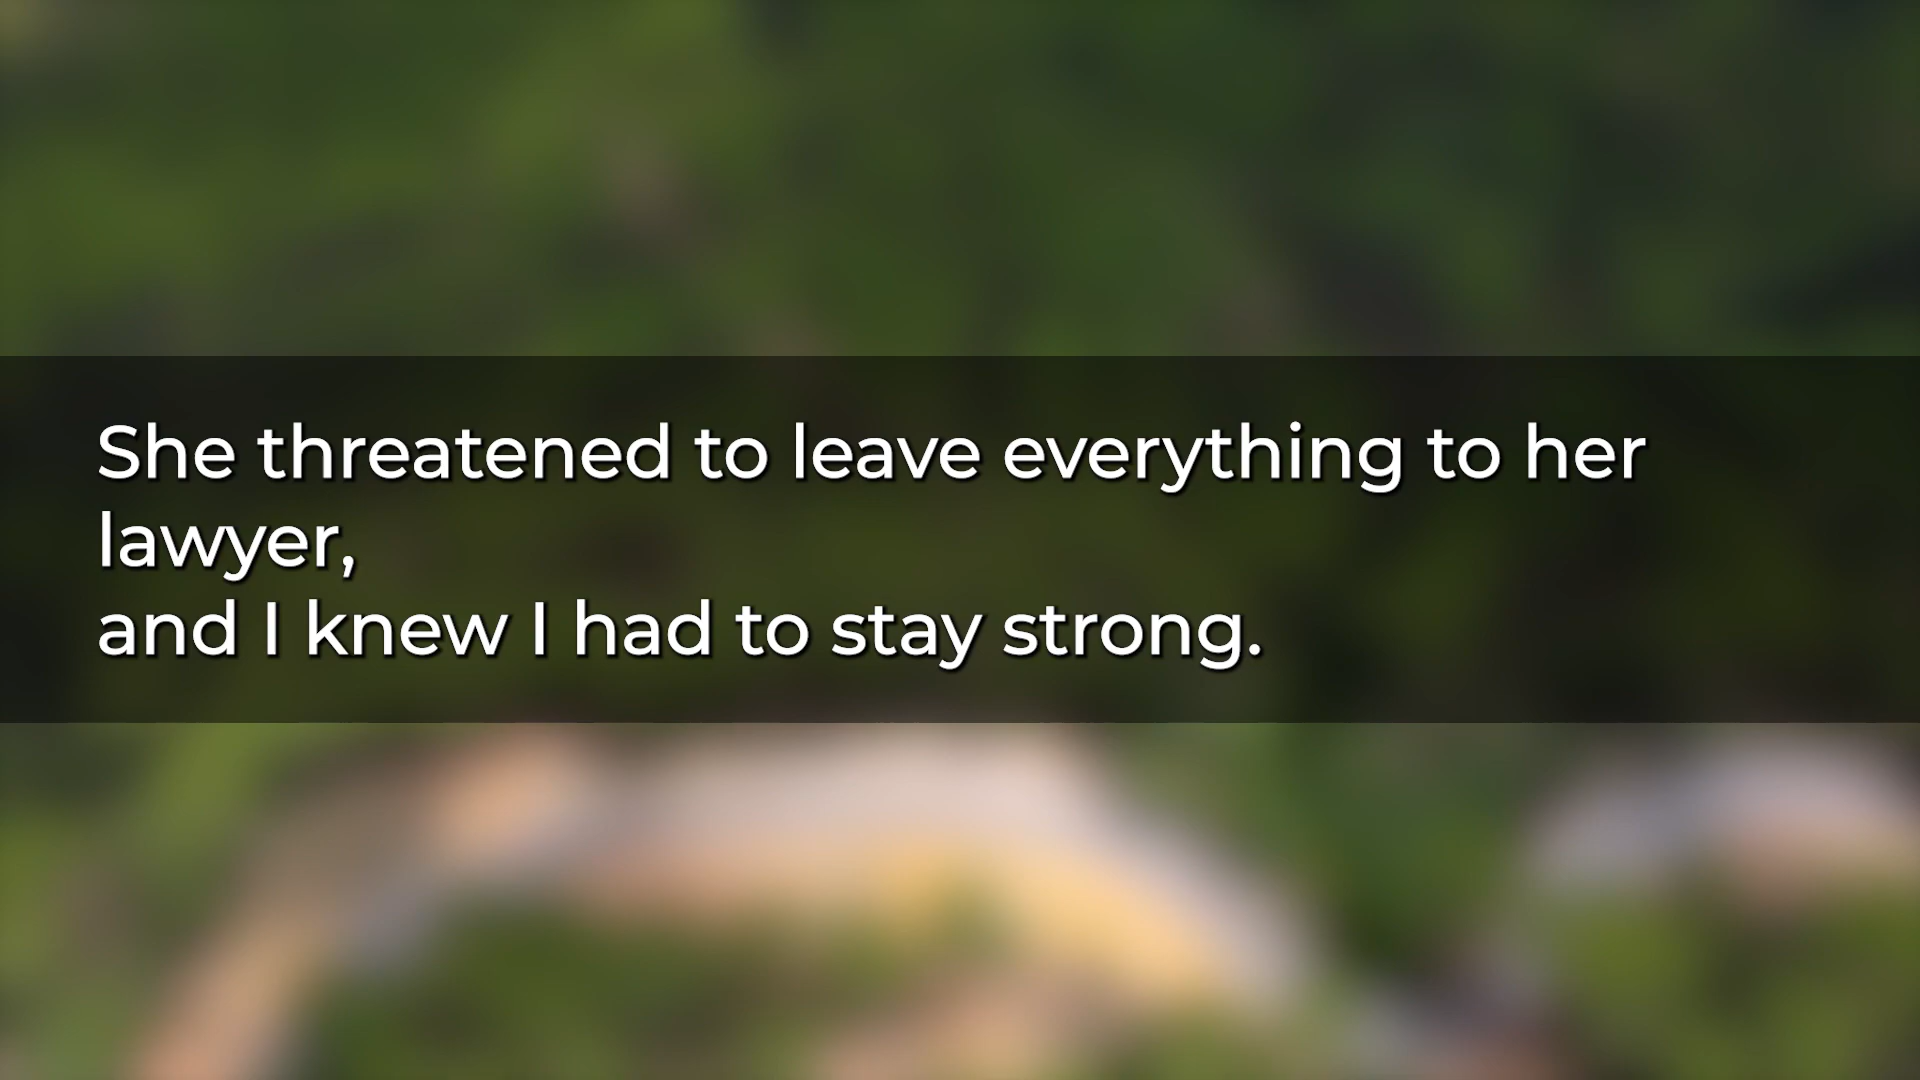 She threatened to leave everything to her
lawyer,
and I knew I had to stay strong.